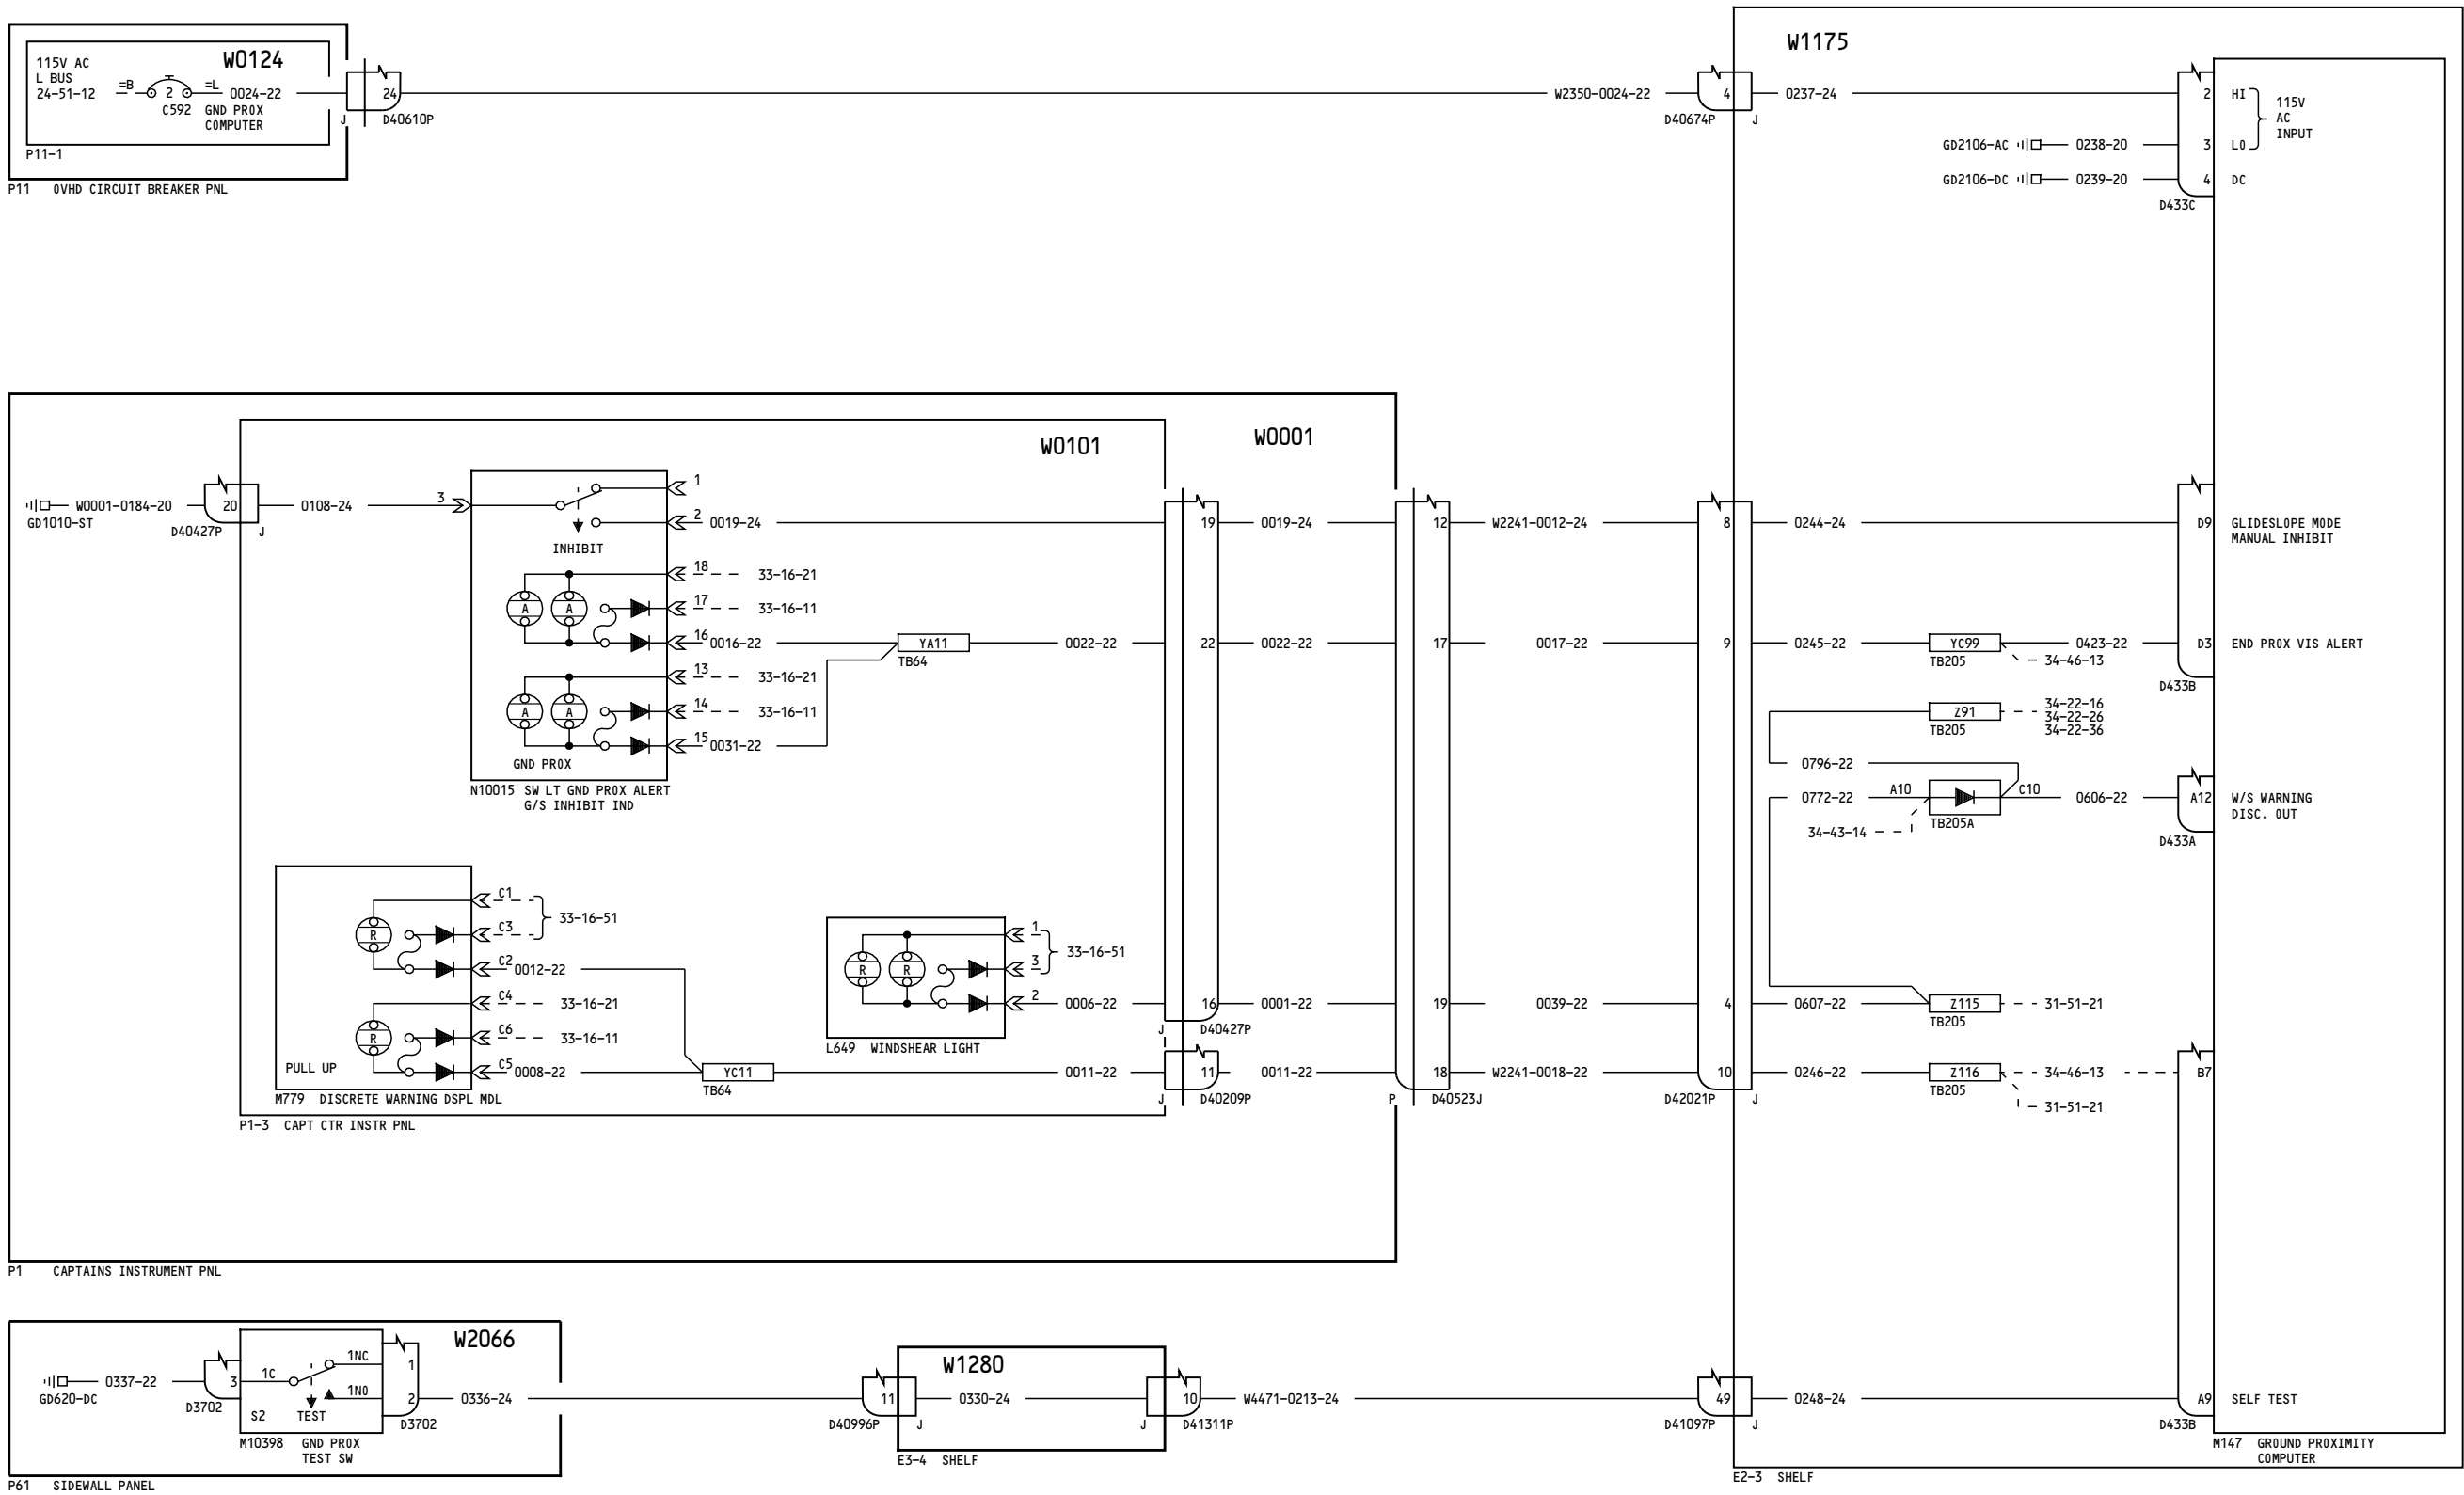 W0124
115V AC
L BUS
24-51-12
=B
2
=L
0024-22
C592
GND PROX
COMPUTER
P11-1
P11 OVHD CIRCUIT BREAKER PNL
J
24
D40610P
W2350-0024-22
4
D40674P
J
W1175
0237-24
2
HI
115V
AC
INPUT
GD2106-AC
0238-20
3
LO
GD2106-DC
0239-20
4
DC
D433C
W0101
W0001
GD1010-ST
W0001-0184-20
20
D40427P
J
0108-24
3
1
2
0019-24
INHIBIT
19
0019-24
12
W2241-0012-24
8
0244-24
D9
GLIDESLOPE MODE
MANUAL INHIBIT
18
33-16-21
A
A
17
33-16-11
16
0016-22
YA11
TB64
0022-22
22
0022-22
17
0017-22
9
0245-22
YC99
TB205
0423-22
34-46-13
D3
END PROX VIS ALERT
D433B
13
33-16-21
A
A
14
33-16-11
15
0031-22
GND PROX
N10015 SW LT GND PROX ALERT
G/S INHIBIT IND
Z91
TB205
34-22-16
34-22-26
34-22-36
0796-22
0772-22
A10
C10
TB205A
34-43-14
0606-22
A12
W/S WARNING
DISC. OUT
D433A
C1
R
C3
33-16-51
C2
0012-22
C4
33-16-21
R
C6
33-16-11
PULL UP
C5
0008-22
YC11
TB64
M779 DISCRETE WARNING DSPL MDL
1
R
R
3
33-16-51
2
0006-22
L649 WINDSHEAR LIGHT
16
J
D40427P
0001-22
19
0039-22
4
0607-22
Z115
TB205
31-51-21
0011-22
11
J
D40209P
0011-22
18
P
D40523J
W2241-0018-22
10
D42021P
J
0246-22
Z116
TB205
34-46-13
31-51-21
B7
P1-3 CAPT CTR INSTR PNL
P1 CAPTAINS INSTRUMENT PNL
W2066
GD620-DC
0337-22
3
D3702
1C
1NC
1NO
S2
TEST
1
2
D3702
M10398 GND PROX
TEST SW
P61 SIDEWALL PANEL
0336-24
W1280
11
D40996P
J
0330-24
J
10
D41311P
E3-4 SHELF
W4471-0213-24
49
D41097P
J
0248-24
A9
SELF TEST
D433B
M147 GROUND PROXIMITY
COMPUTER
E2-3 SHELF